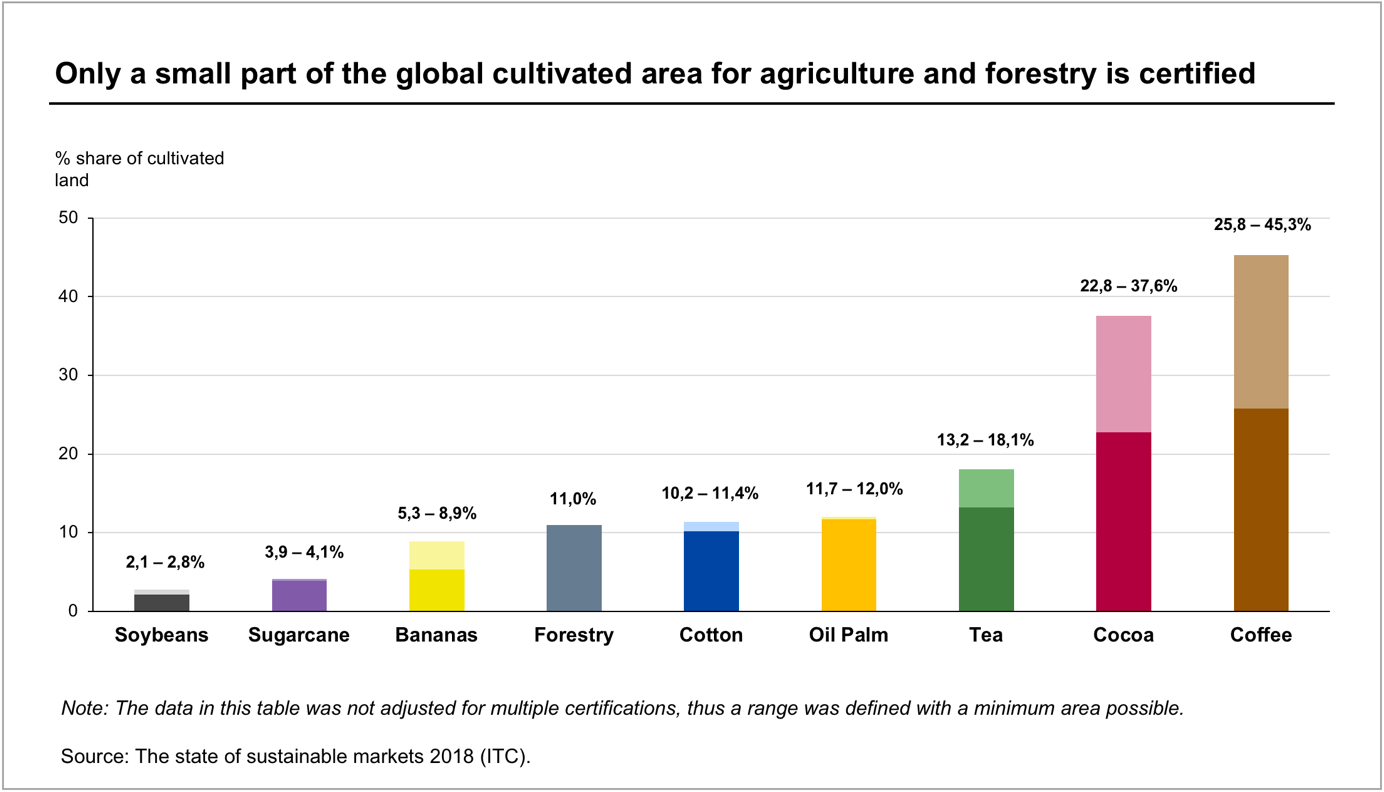 Only a small part of the global cultivated area for agriculture and forestry is certified
% share of cultivated
land
50
40
30
20
10
0
2,1 – 2,8%
3,9 – 4,1%
5,3 – 8,9%
11,0%
10,2 – 11,4%
11,7 – 12,0%
13,2 – 18,1%
22,8 – 37,6%
25,8 – 45,3%
Soybeans
Sugarcane
Bananas
Forestry
Cotton
Oil Palm
Tea
Cocoa
Coffee
Note: The data in this table was not adjusted for multiple certifications, thus a range was defined with a minimum area possible.
Source: The state of sustainable markets 2018 (ITC).